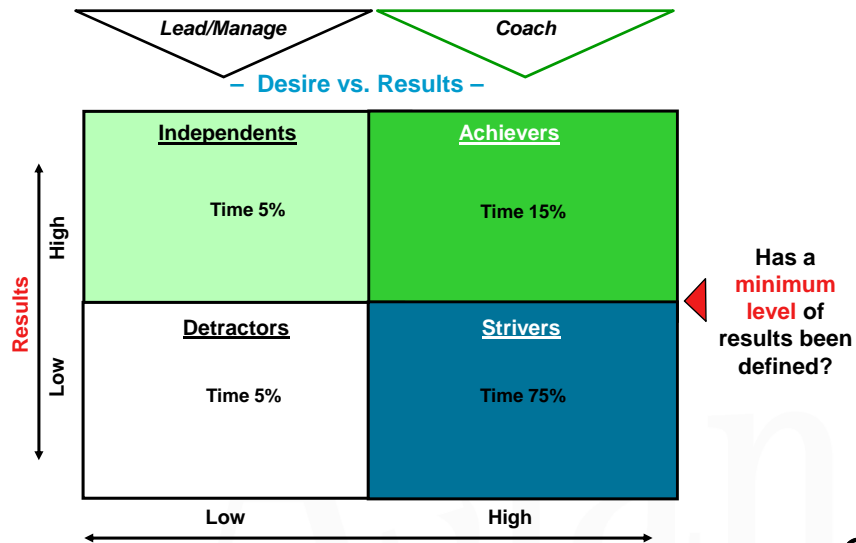 Lead/Manage
Coach
– Desire vs. Results –
Independents
Achievers
Time 5%
Time 15%
High
Results
Low
Has a
minimum
level of
results been
defined?
Detractors
Strivers
Time 5%
Time 75%
Low
High